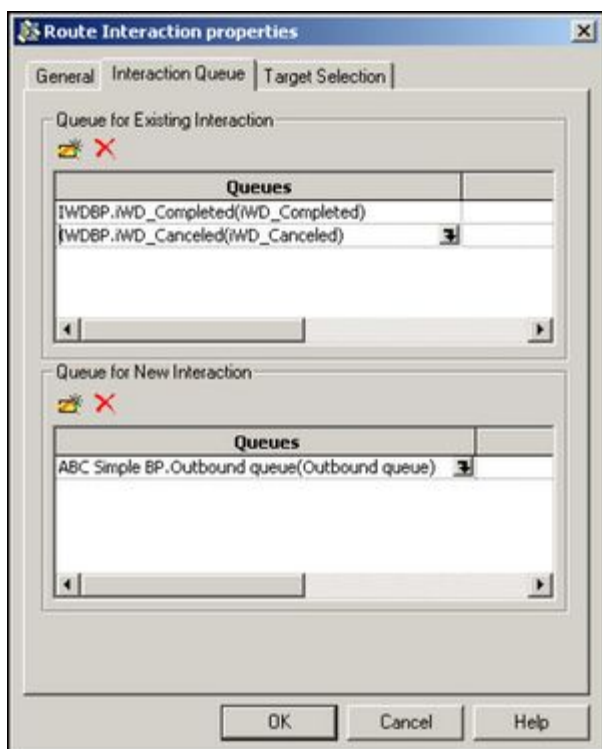 Route Interaction properties
General Interaction Queue Target Selection
Queue for Existing Interaction
Queues
IWDBP.iWD_Completed(iWD_Completed)
IWDBP.iWD_Canceled(iWD_Canceled)
Queue for New Interaction
Queues
ABC Simple BP.Outbound queue(Outbound queue)
OK Cancel Help